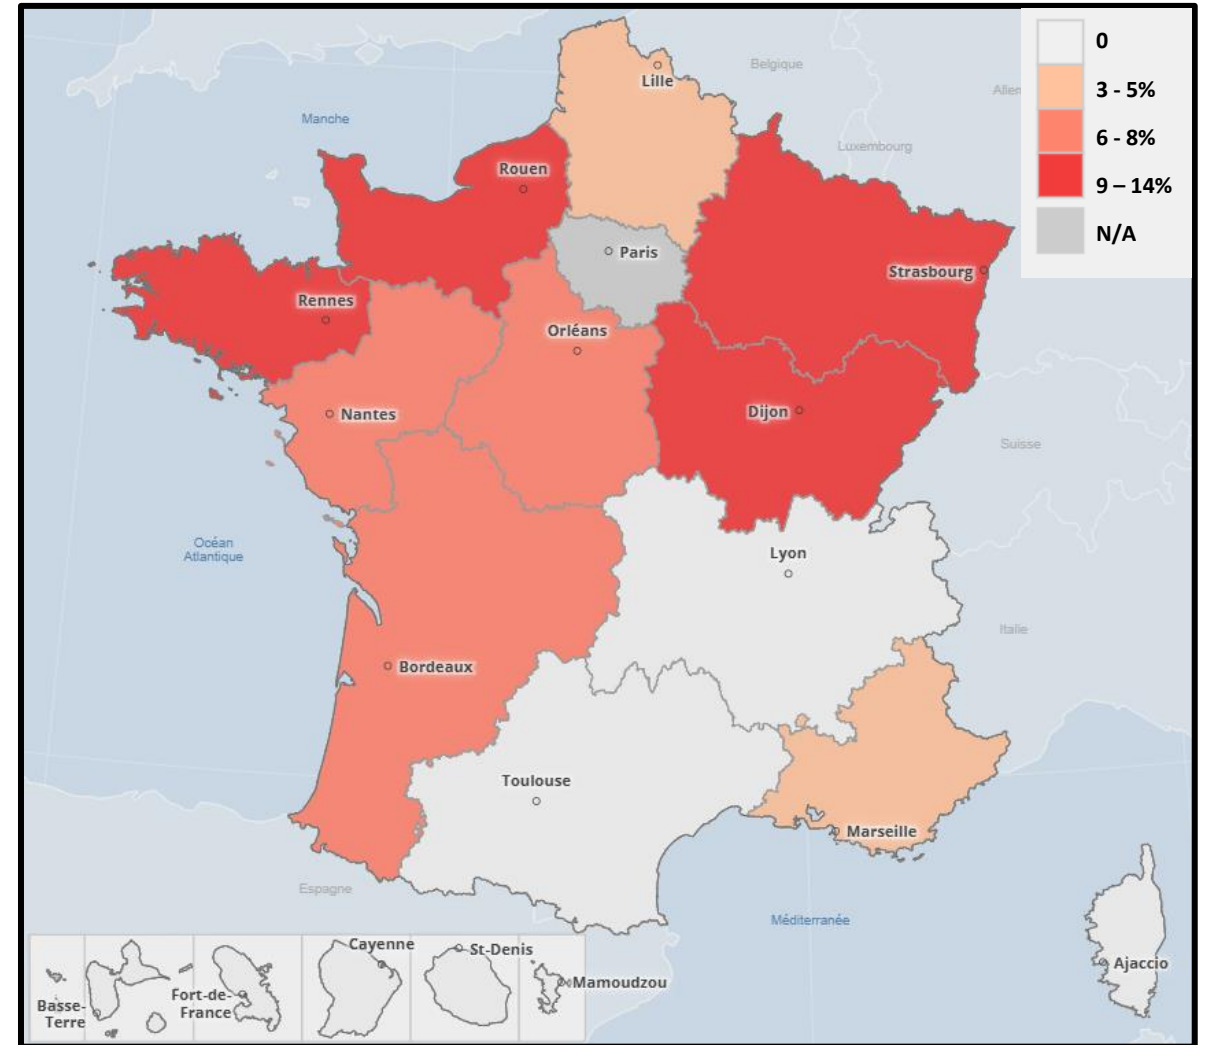 0
Lille
Belgique
Allem
3 - 5%
Manche
6 - 8%
Luxembourg
Rouen
9 – 14%
N/A
Paris
Strasbourg
Rennes
Orléans
Dijon
Nantes
Suisse
Océan
Atlantique
Lyon
Italie
Bordeaux
Toulouse
Marseille
Espagne
Méditerranée
Cayenne
St-Denis
Ajaccio
Mamoudzou
Fort-de-
France
Basse-
Terre